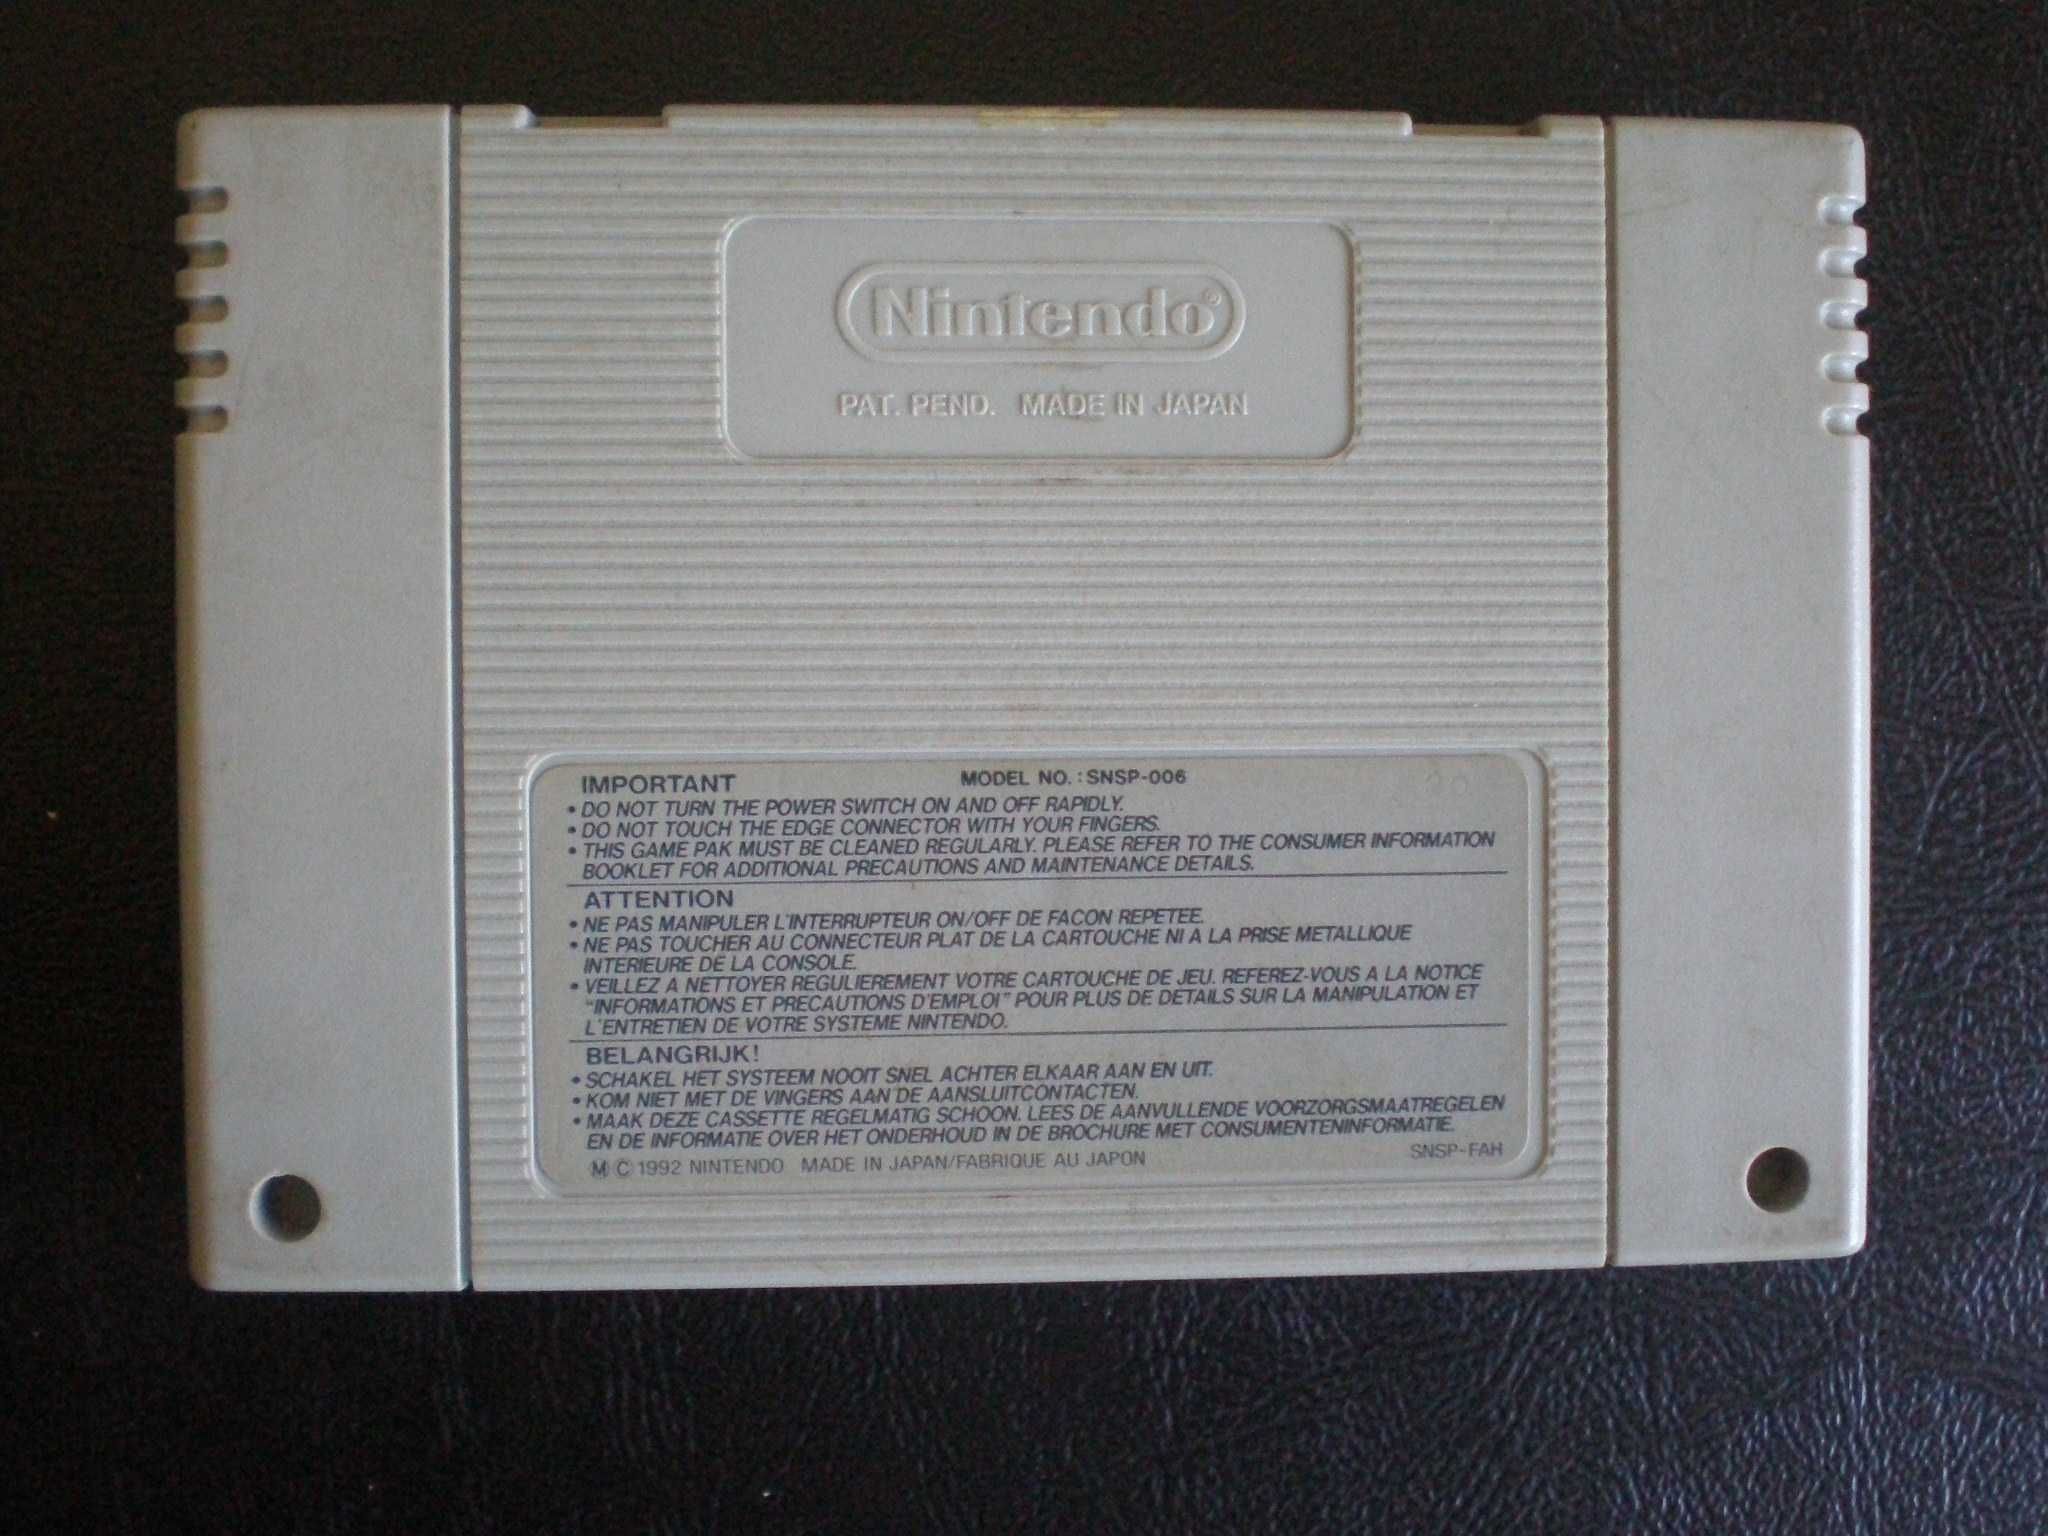 Nintendo®
PAT. PEND. MADE IN JAPAN
IMPORTANT MODEL NO. : SNSP-006
• DO NOT TURN THE POWER SWITCH ON AND OFF RAPIDLY.
• DO NOT TOUCH THE EDGE CONNECTOR WITH YOUR FINGERS.
• THIS GAME PAK MUST BE CLEANED REGULARLY. PLEASE REFER TO THE CONSUMER INFORMATION
BOOKLET FOR ADDITIONAL PRECAUTIONS AND MAINTENANCE DETAILS.
ATTENTION
• NE PAS MANIPULER L'INTERRUPTEUR ON/OFF DE FACON REPETEE.
• NE PAS TOUCHER AU CONNECTEUR PLAT DE LA CARTOUCHE NI A LA PRISE METALLIQUE
INTERIEURE DE LA CONSOLE.
• VEILLEZ A NETTOYER REGULIEREMENT VOTRE CARTOUCHE DE JEU. REFEREZ-VOUS A LA NOTICE
"INFORMATIONS ET PRECAUTIONS D'EMPLOI" POUR PLUS DE DETAILS SUR LA MANIPULATION ET
L'ENTRETIEN DE VOTRE SYSTEME NINTENDO.
BELANGRIJK!
• SCHAKEL HET SYSTEEM NOOIT SNEL ACHTER ELKAAR AAN EN UIT.
• KOM NIET MET DE VINGERS AAN DE AANSLUITCONTACTEN.
• MAAK DEZE CASSETTE REGELMATIG SCHOON. LEES DE AANVULLENDE VOORZORGSMAATREGELEN
EN DE INFORMATIE OVER HET ONDERHOUD IN DE BROCHURE MET CONSUMENTENINFORMATIE.
Ⓜ © 1992 NINTENDO MADE IN JAPAN/FABRIQUE AU JAPON SNSP-FAH